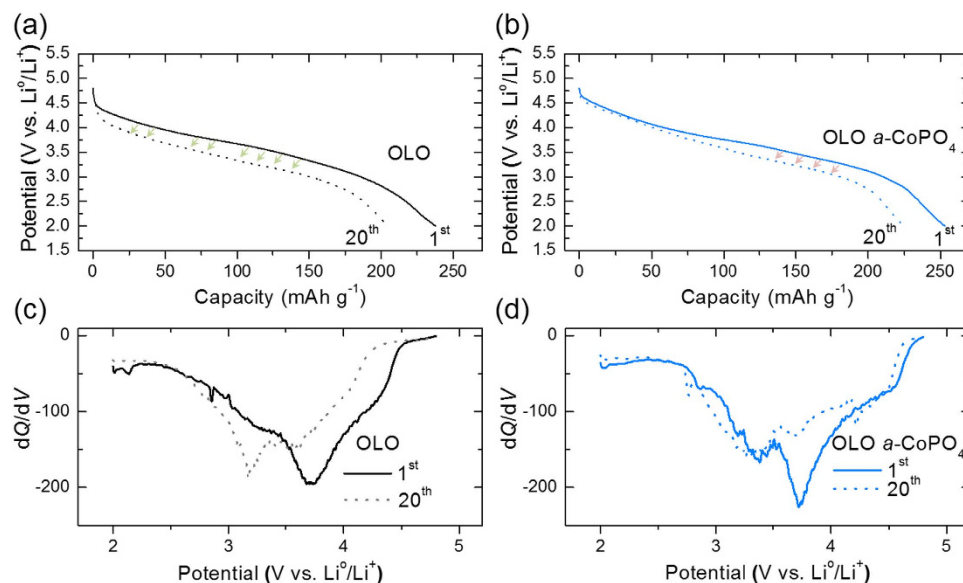 (a)
5.5
5.0
4.5
4.0
3.5
3.0
2.5
2.0
1.5
Potential (V vs. Li⁰/Li⁺)
OLO
20ᵗʰ
1ˢᵗ
0 50 100 150 200 250
Capacity (mAh g⁻¹)
(b)
5.5
5.0
4.5
4.0
3.5
3.0
2.5
2.0
1.5
Potential (V vs. Li⁰/Li⁺)
OLO a-CoPO₄
20ᵗʰ
1ˢᵗ
0 50 100 150 200 250
Capacity (mAh g⁻¹)
(c)
0
-100
-200
dQ/dV
OLO
1ˢᵗ
20ᵗʰ
2 3 4 5
Potential (V vs. Li⁰/Li⁺)
(d)
0
-100
-200
dQ/dV
OLO a-CoPO₄
1ˢᵗ
20ᵗʰ
2 3 4 5
Potential (V vs. Li⁰/Li⁺)